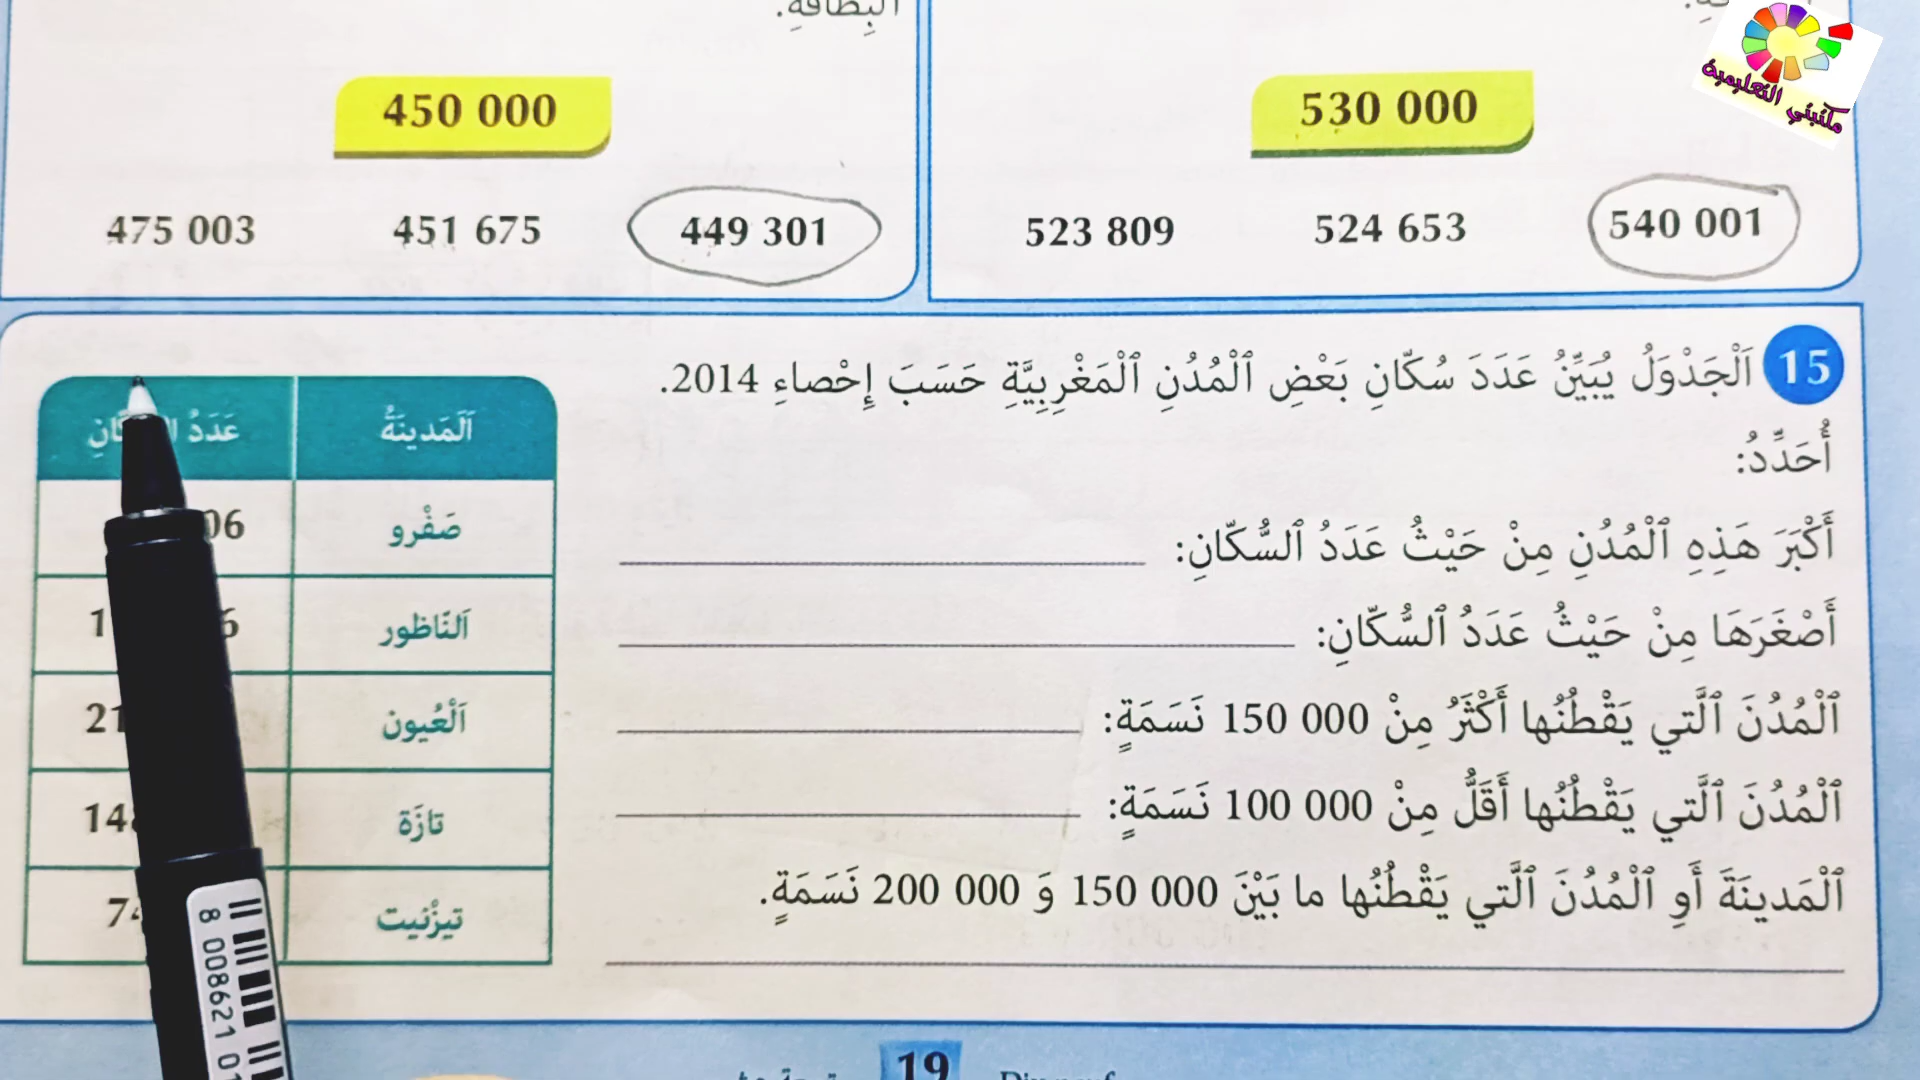 البِطاقَةِ.
مكتبتي التعليمية
530 000
540 001
524 653
523 809
450 000
449 301
451 675
475 003
15 اَلْجَدْوَلُ يُبَيِّنُ عَدَدَ سُكّانِ بَعْضِ ٱلْمُدُنِ ٱلْمَغْرِبِيَّةِ حَسَبَ إِحْصاءِ 2014.
أُحَدِّدُ:
أَكْبَرَ هَذِهِ ٱلْمُدُنِ مِنْ حَيْثُ عَدَدُ ٱلسُّكّانِ:
أَصْغَرَهَا مِنْ حَيْثُ عَدَدُ ٱلسُّكّانِ:
ٱلْمُدُنَ ٱلَّتي يَقْطُنُها أَكْثَرُ مِنْ 000 150 نَسَمَةٍ:
ٱلْمُدُنَ ٱلَّتي يَقْطُنُها أَقَلُّ مِنْ 000 100 نَسَمَةٍ:
ٱلْمَدينَةَ أَوِ ٱلْمُدُنَ ٱلَّتي يَقْطُنُها ما بَيْنَ 000 150 وَ 000 200 نَسَمَةٍ.
اَلْمَدينَةُ عَدَدُ
صَفْرو
اَلنّاظور
اَلْعُيون
تازَة
تيزْنيت
8 008621 01
19